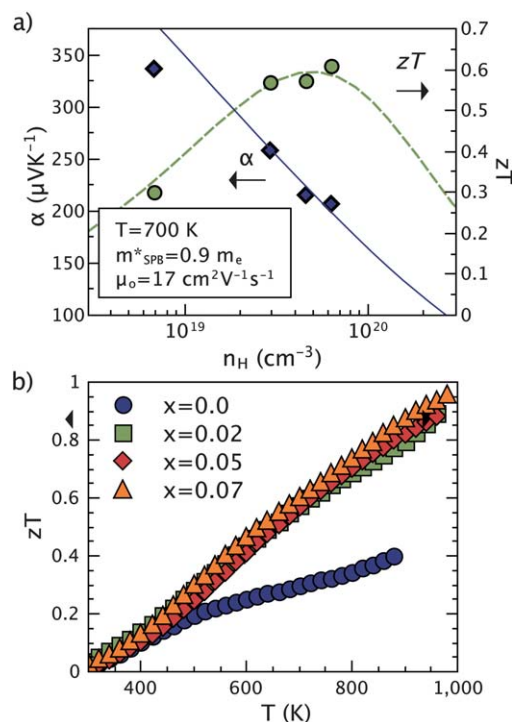 a)
350
300
250
200
150
100
α (μVK⁻¹)
0.7
0.6
0.5
0.4
0.3
0.2
0.1
0
zT
zT
α
T=700 K
m*SPB=0.9 mₑ
μₒ=17 cm²V⁻¹s⁻¹
10¹⁹
10²⁰
n_H (cm⁻³)
b)
1
0.8
0.6
0.4
0.2
0
zT
x=0.0
x=0.02
x=0.05
x=0.07
400
600
800
1,000
T (K)